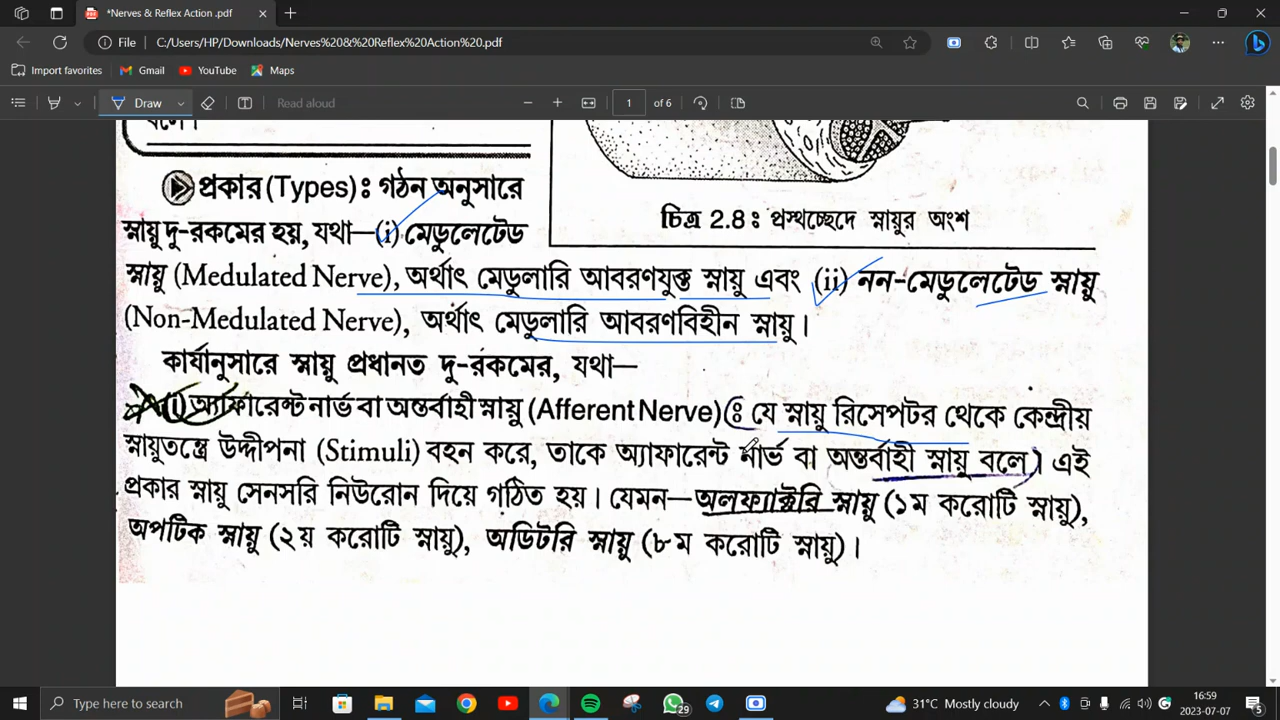 *Nerves & Reflex Action .pdf
File
C:/Users/HP/Downloads/Nerves%20&%20Reflex%20Action%20.pdf
Import favorites
Gmail
YouTube
Maps
Draw
Read aloud
1 of 6
বলে।
প্রকার (Types) : গঠন অনুসারে
স্নায়ু দু-রকমের হয়, যথা—(i) মেডুলেটেড
চিত্র 2.8 : প্রস্থচ্ছেদে স্নায়ুর অংশ
স্নায়ু (Medulated Nerve), অর্থাৎ মেডুলারি আবরণযুক্ত স্নায়ু এবং (ii) নন-মেডুলেটেড স্নায়ু
(Non-Medulated Nerve), অর্থাৎ মেডুলারি আবরণবিহীন স্নায়ু।
কার্যানুসারে স্নায়ু প্রধানত দু-রকমের, যথা—
(i) অ্যাফারেন্ট নার্ভ বা অন্তর্বাহী স্নায়ু (Afferent Nerve) : যে স্নায়ু রিসেপটর থেকে কেন্দ্রীয়
স্নায়ুতন্ত্রে উদ্দীপনা (Stimuli) বহন করে, তাকে অ্যাফারেন্ট নার্ভ বা অন্তর্বাহী স্নায়ু বলে। এই
প্রকার স্নায়ু সেনসরি নিউরোন দিয়ে গঠিত হয়। যেমন—অলফ্যাক্টরি স্নায়ু (১ম করোটি স্নায়ু),
অপটিক স্নায়ু (২য় করোটি স্নায়ু), অডিটরি স্নায়ু (৮ম করোটি স্নায়ু)।
Type here to search
29
31°C Mostly cloudy
16:59
2023-07-07
5